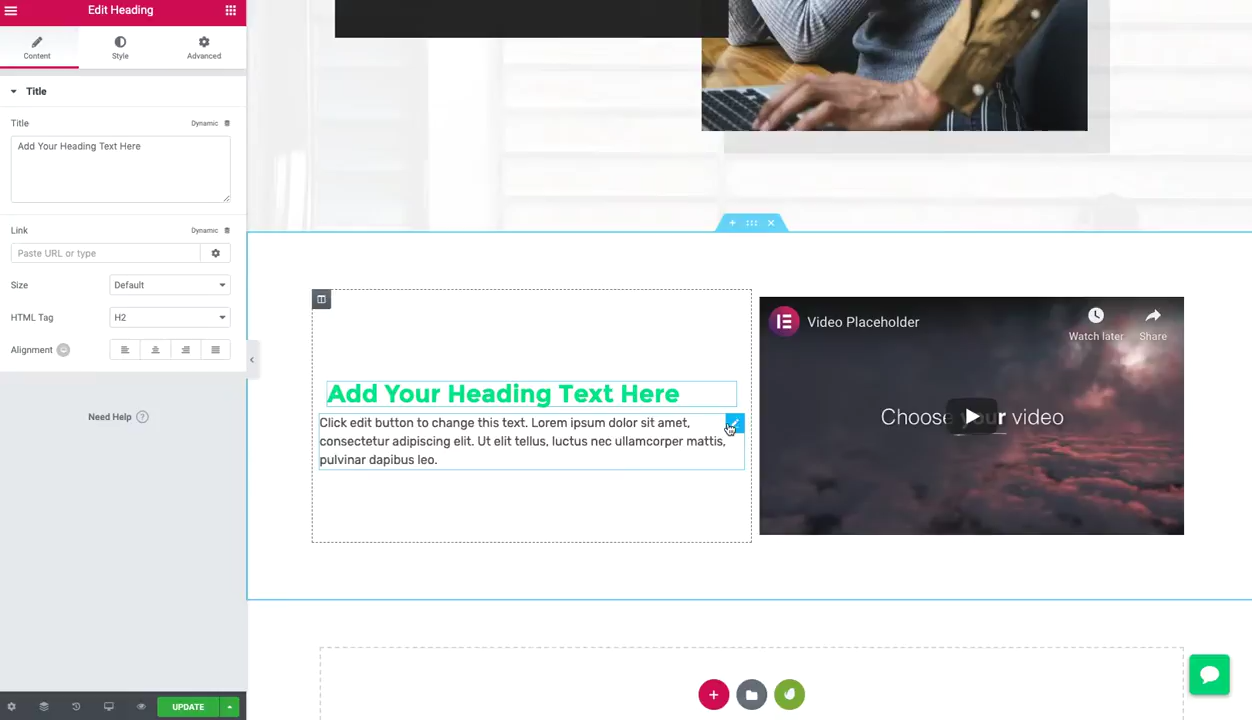 Edit Heading
Content
Style
Advanced
Title
Title
Dynamic
Add Your Heading Text Here
Link
Dynamic
Paste URL or type
Size
Default
HTML Tag
H2
Alignment
Need Help
UPDATE
Add Your Heading Text Here
Click edit button to change this text. Lorem ipsum dolor sit amet,
consectetur adipiscing elit. Ut elit tellus, luctus nec ullamcorper mattis,
pulvinar dapibus leo.
Video Placeholder
Watch later
Share
Choose your video